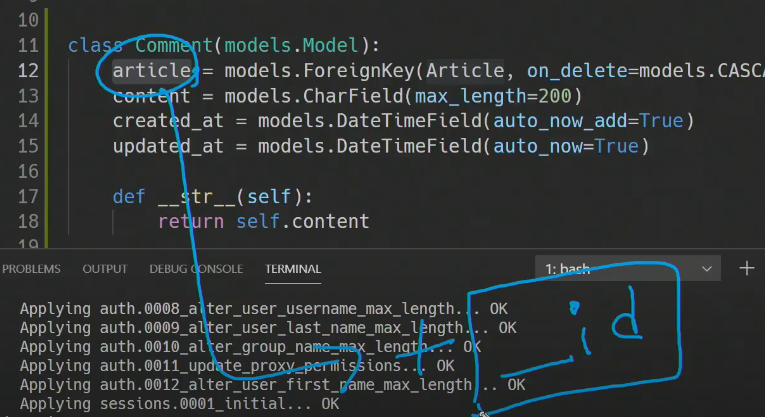 10
11 class Comment(models.Model):
12 article = models.ForeignKey(Article, on_delete=models.CASCA
13 content = models.CharField(max_length=200)
14 created_at = models.DateTimeField(auto_now_add=True)
15 updated_at = models.DateTimeField(auto_now=True)
16
17 def __str__(self):
18 return self.content
19
PROBLEMS OUTPUT DEBUG CONSOLE TERMINAL 1: bash
Applying auth.0008_alter_user_username_max_length... OK
Applying auth.0009_alter_user_last_name_max_length... OK
Applying auth.0010_alter_group_name_max_length... OK
Applying auth.0011_update_proxy_permissions... OK
Applying auth.0012_alter_user_first_name_max_length... OK
Applying sessions.0001_initial... OK
+ _id